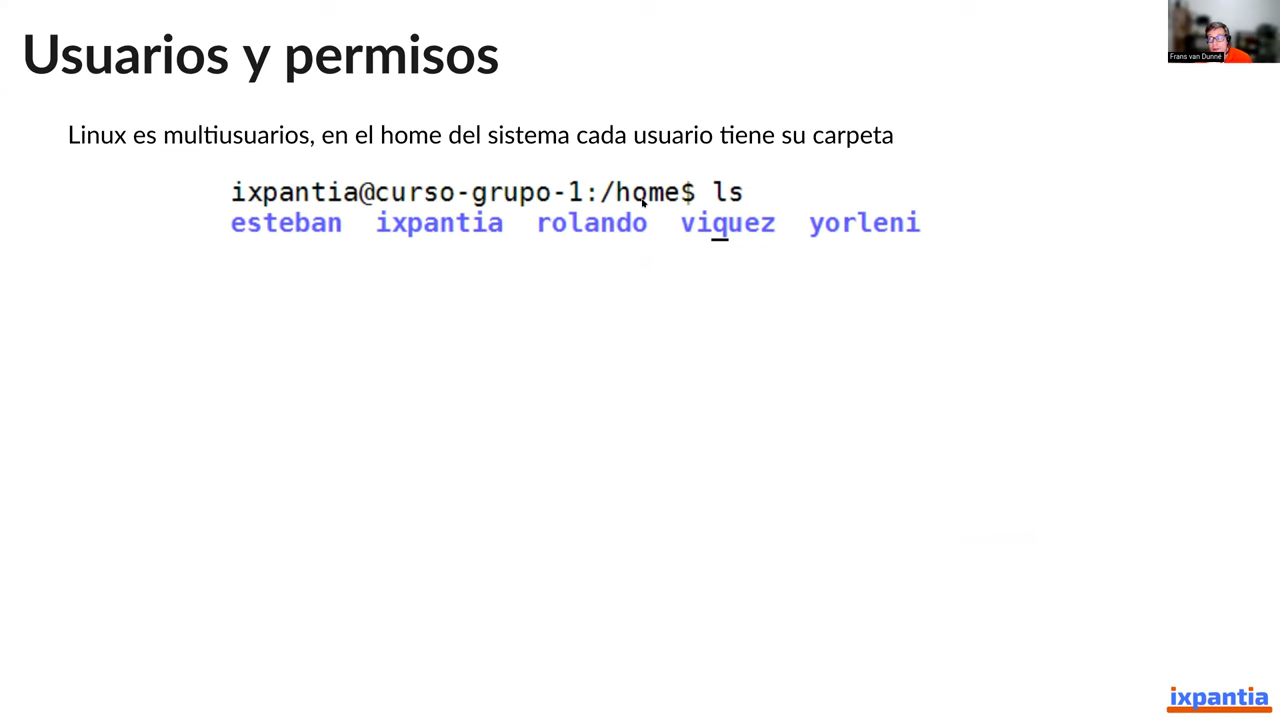 Usuarios y permisos
Frans van Dunné
Linux es multiusuarios, en el home del sistema cada usuario tiene su carpeta
ixpantia@curso-grupo-1:/home$ ls
esteban  ixpantia  rolando  viquez  yorleni
ixpantia